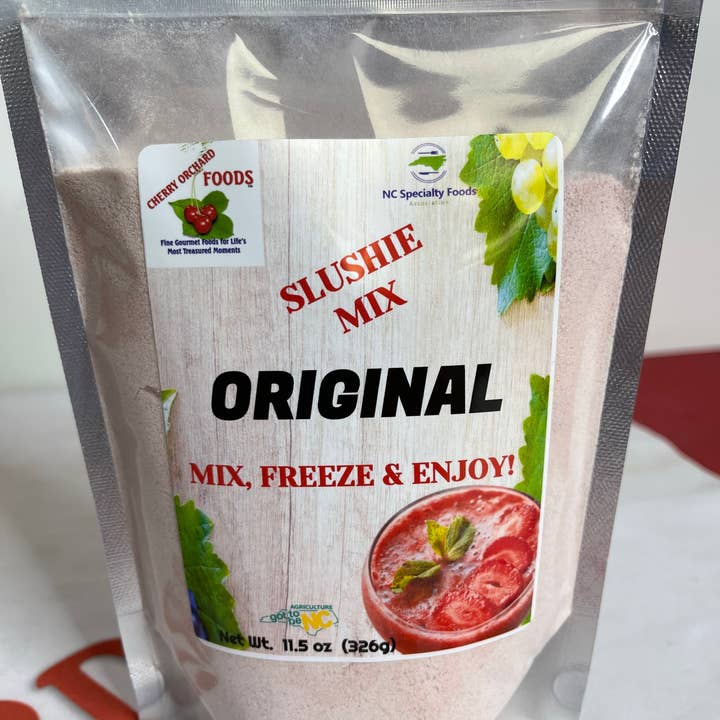 CHERRY ORCHARD
FOODS™
Fine Gourmet Foods for Life's
Most Treasured Moments
NC Specialty Foods
Association
SLUSHIE
MIX
ORIGINAL
MIX, FREEZE & ENJOY!
AGRICULTURE
got to be NC
Net Wt. 11.5 oz (326g)